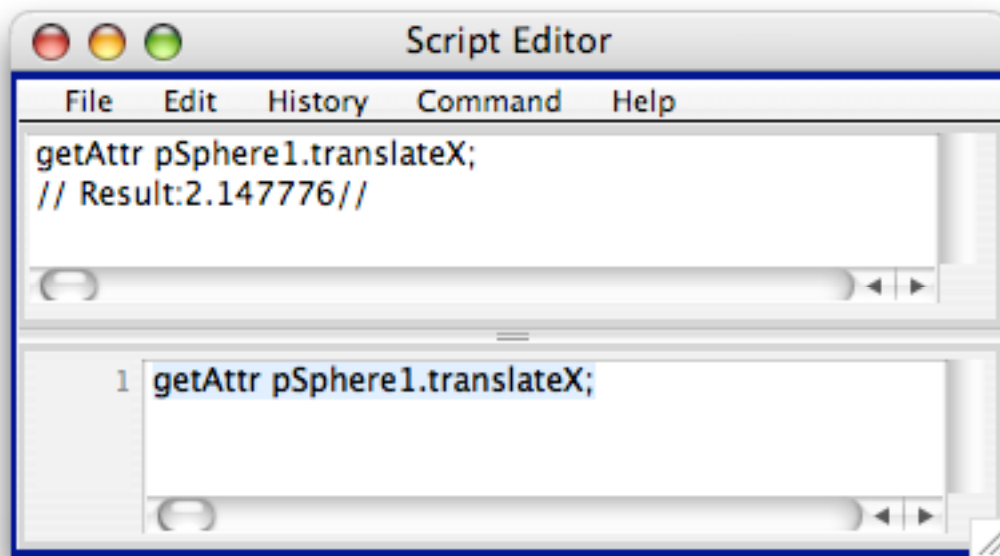 Script Editor
File Edit History Command Help
getAttr pSphere1.translateX;
// Result:2.147776//
1 getAttr pSphere1.translateX;